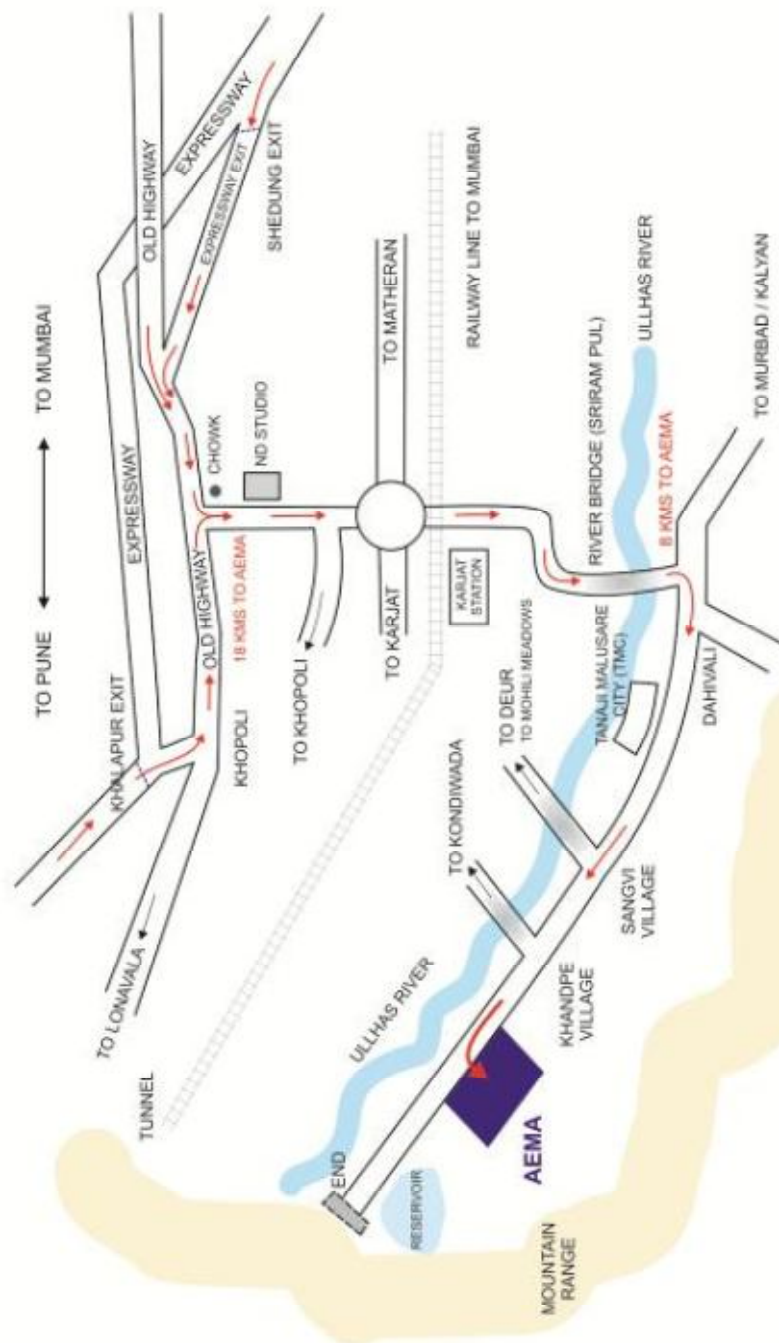 TO PUNE
TO MUMBAI
KHALAPUR EXIT
EXPRESSWAY
OLD HIGHWAY
EXPRESSWAY
EXPRESSWAY EXIT
SHEDUNG EXIT
TO LONAVALA
KHOPOLI
OLD HIGHWAY
18 KMS TO AEMA
CHOWK
ND STUDIO
TO KHOPOLI
TUNNEL
TO KARJAT
TO MATHERAN
KARJAT
STATION
RAILWAY LINE TO MUMBAI
TO KONDIWADA
TO DEUR
TO MOHILI MEADOWS
RIVER BRIDGE (SRIRAM PUL)
ULLHAS RIVER
ULLHAS RIVER
TANAJI MALUSARE
CITY (TMC)
8 KMS TO AEMA
END
RESERVOIR
AEMA
KHANDPE
VILLAGE
SANGVI
VILLAGE
DAHIVALI
TO MURBAD / KALYAN
MOUNTAIN
RANGE